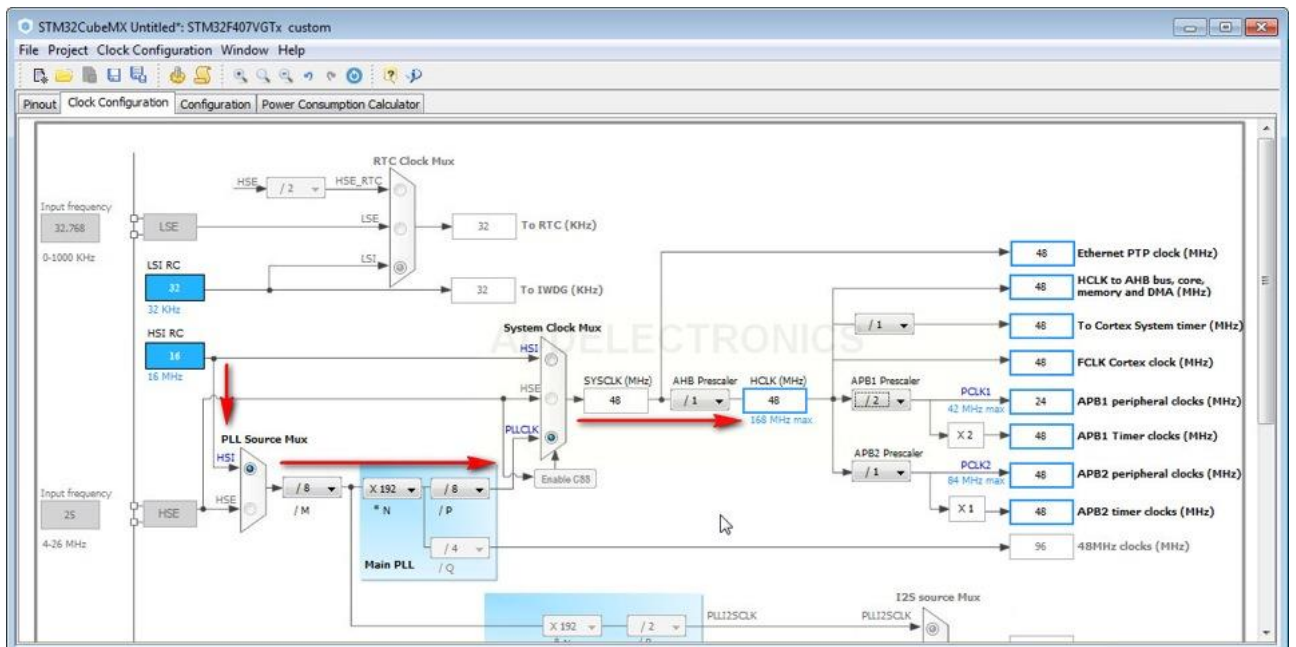 STM32CubeMX Untitled*: STM32F407VGTx custom
File Project Clock Configuration Window Help
Pinout Clock Configuration Configuration Power Consumption Calculator
RTC Clock Mux
HSE / 2 HSE_RTC
Input frequency
32.768
0-1000 KHz
LSE
LSE
32 To RTC (KHz)
LSI RC
32
32 KHz
LSI
32 To IWDG (KHz)
HSI RC
16
16 MHz
System Clock Mux
HSI
HSE
PLLCLK
Enable CSS
SYSCLK (MHz)
48
AHB Prescaler
/ 1
HCLK (MHz)
48
168 MHz max
48 Ethernet PTP clock (MHz)
48 HCLK to AHB bus, core,
memory and DMA (MHz)
/ 1 48 To Cortex System timer (MHz)
48 FCLK Cortex clock (MHz)
APB1 Prescaler
/ 2
PCLK1
42 MHz max
24 APB1 peripheral clocks (MHz)
X 2 48 APB1 Timer clocks (MHz)
APB2 Prescaler
/ 1
PCLK2
84 MHz max
48 APB2 peripheral clocks (MHz)
X 1 48 APB2 timer clocks (MHz)
96 48MHz clocks (MHz)
PLL Source Mux
HSI
HSE
Input frequency
25
4-26 MHz
HSE
/ 8
/ M
X 192
* N
/ 8
/ P
/ 4
/ Q
Main PLL
X 192
/ 2
PLLI2SCLK
PLLI2SCLK
I2S source Mux